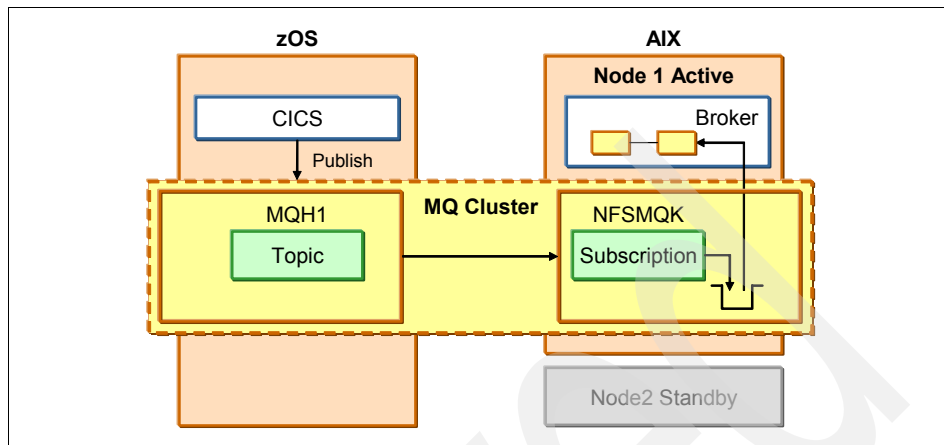 zOS
AIX
Node 1 Active
CICS
Broker
Publish
MQ Cluster
MQH1
NFSMQK
Topic
Subscription
Node2 Standby